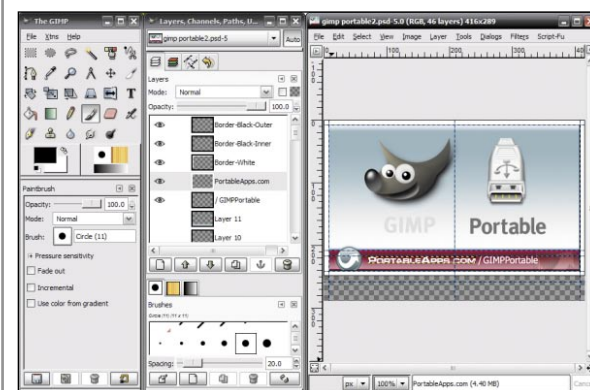 The GIMP
File Xtns Help
Paintbrush
Opacity: 100.0
Mode: Normal
Brush: Circle (11)
Pressure sensitivity
Fade out
Incremental
Use color from gradient
Layers, Channels, Paths, U...
gimp portable2.psd-5
Auto
Layers
Mode: Normal
Opacity: 100.0
Border-Black-Outer
Border-Black-Inner
Border-White
PortableApps.com
/ GIMPPortable
Layer 11
Layer 10
Brushes
Spacing: 20.0
gimp portable2.psd-5.0 (RGB, 46 layers) 416x289
File Edit Select View Image Layer Tools Dialogs Filters Script-Fu
0 100 200 300
GIMP Portable
PORTABLEAPPS.COM /GIMPPortable
px 100% PortableApps.com (4.40 MB)